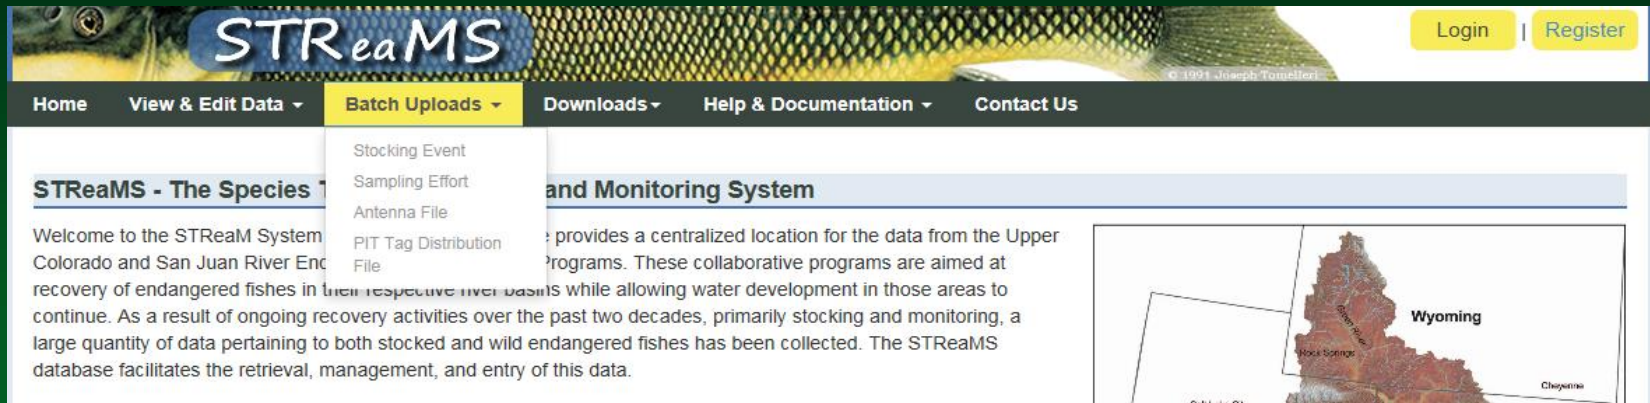 STReaMS
Login | Register
© 1991 Joseph Tomelleri
Home View & Edit Data Batch Uploads Downloads Help & Documentation Contact Us
Stocking Event
Sampling Effort
Antenna File
PIT Tag Distribution
File
STReaMS - The Species and Monitoring System
Welcome to the STReaM System provides a centralized location for the data from the Upper
Colorado and San Juan River Programs. These collaborative programs are aimed at
recovery of endangered fishes in their respective river basins while allowing water development in those areas to
continue. As a result of ongoing recovery activities over the past two decades, primarily stocking and monitoring, a
large quantity of data pertaining to both stocked and wild endangered fishes has been collected. The STReaMS
database facilitates the retrieval, management, and entry of this data.
Wyoming
Green River
Rock Springs
Cheyenne